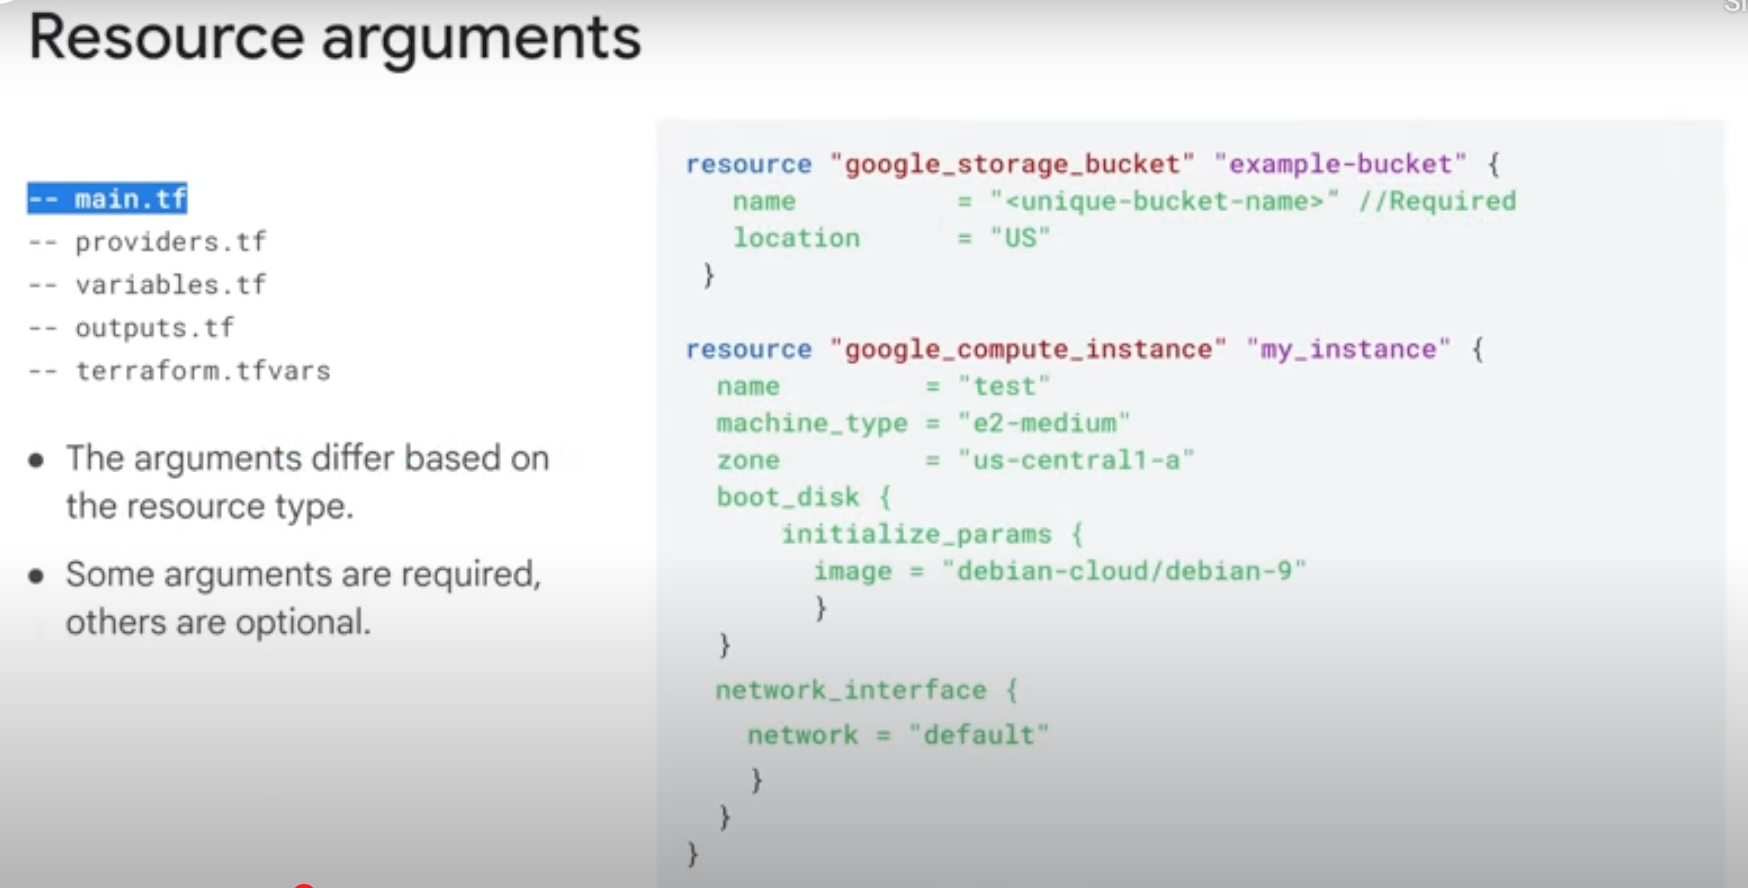 Resource arguments
-- main.tf
-- providers.tf
-- variables.tf
-- outputs.tf
-- terraform.tfvars
● The arguments differ based on
the resource type.
● Some arguments are required,
others are optional.
resource "google_storage_bucket" "example-bucket" {
name = "<unique-bucket-name>" //Required
location = "US"
}
resource "google_compute_instance" "my_instance" {
name = "test"
machine_type = "e2-medium"
zone = "us-central1-a"
boot_disk {
initialize_params {
image = "debian-cloud/debian-9"
}
}
network_interface {
network = "default"
}
}
}